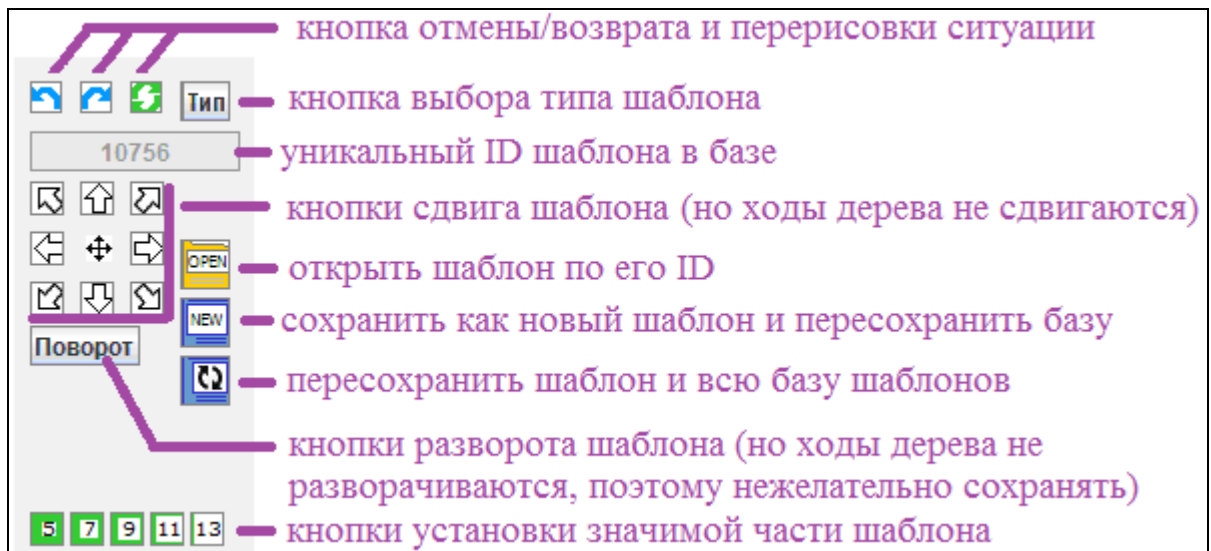 кнопка отмены/возврата и перерисовки ситуации
Тип
кнопка выбора типа шаблона
10756
уникальный ID шаблона в базе
кнопки сдвига шаблона (но ходы дерева не сдвигаются)
OPEN
открыть шаблон по его ID
NEW
сохранить как новый шаблон и пересохранить базу
Поворот
пересохранить шаблон и всю базу шаблонов
кнопки разворота шаблона (но ходы дерева не
разворачиваются, поэтому нежелательно сохранять)
5 7 9 11 13
кнопки установки значимой части шаблона